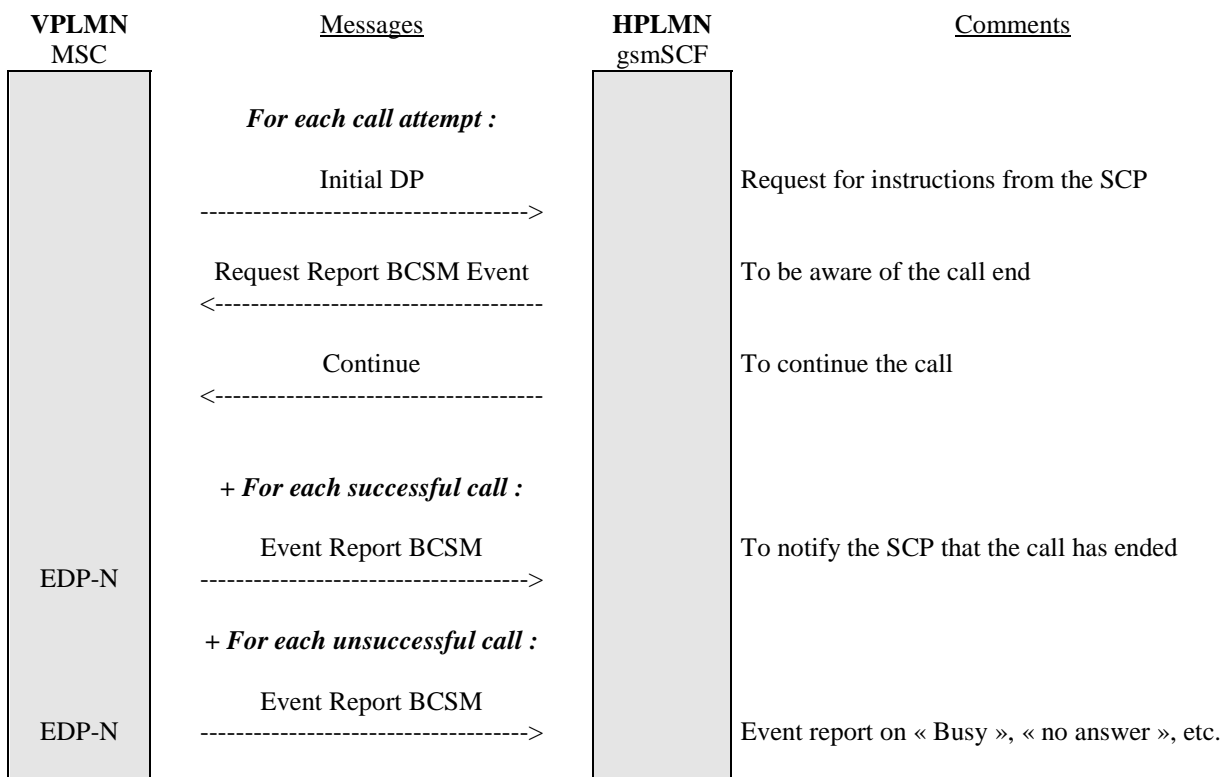 VPLMN Messages HPLMN Comments
MSC gsmSCF
For each call attempt :
Initial DP Request for instructions from the SCP
------------------------------------->
Request Report BCSM Event To be aware of the call end
<-------------------------------------
Continue To continue the call
<-------------------------------------
+ For each successful call :
Event Report BCSM To notify the SCP that the call has ended
EDP-N ------------------------------------->
+ For each unsuccessful call :
Event Report BCSM
EDP-N -------------------------------------> Event report on « Busy », « no answer », etc.